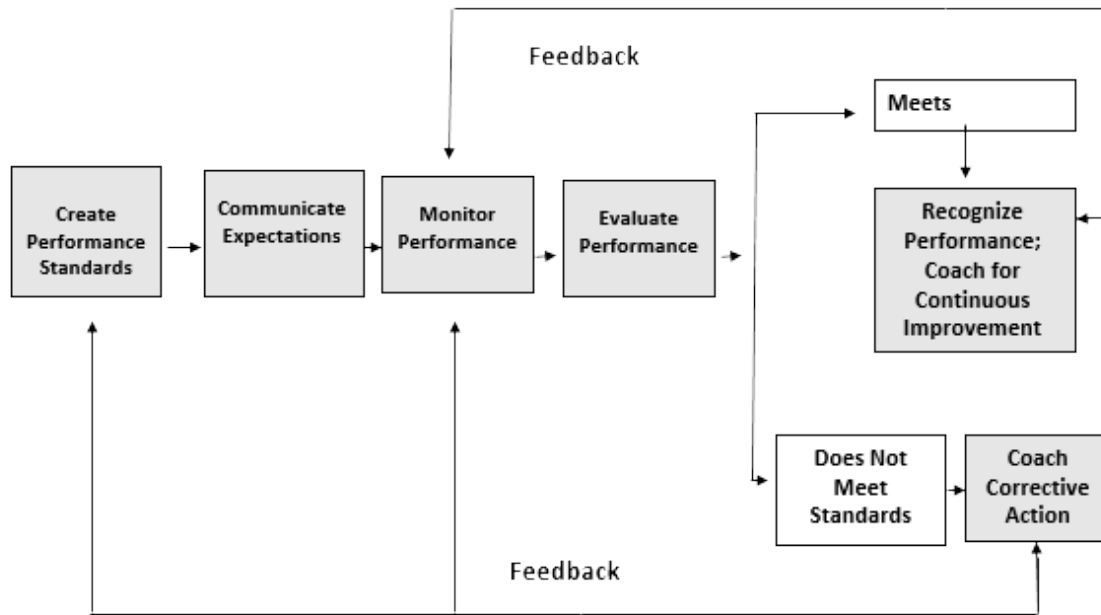 Feedback
Meets
Create
Performance
Standards
Communicate
Expectations
Monitor
Performance
Evaluate
Performance
Recognize
Performance;
Coach for
Continuous
Improvement
Does Not
Meet
Standards
Coach
Corrective
Action
Feedback